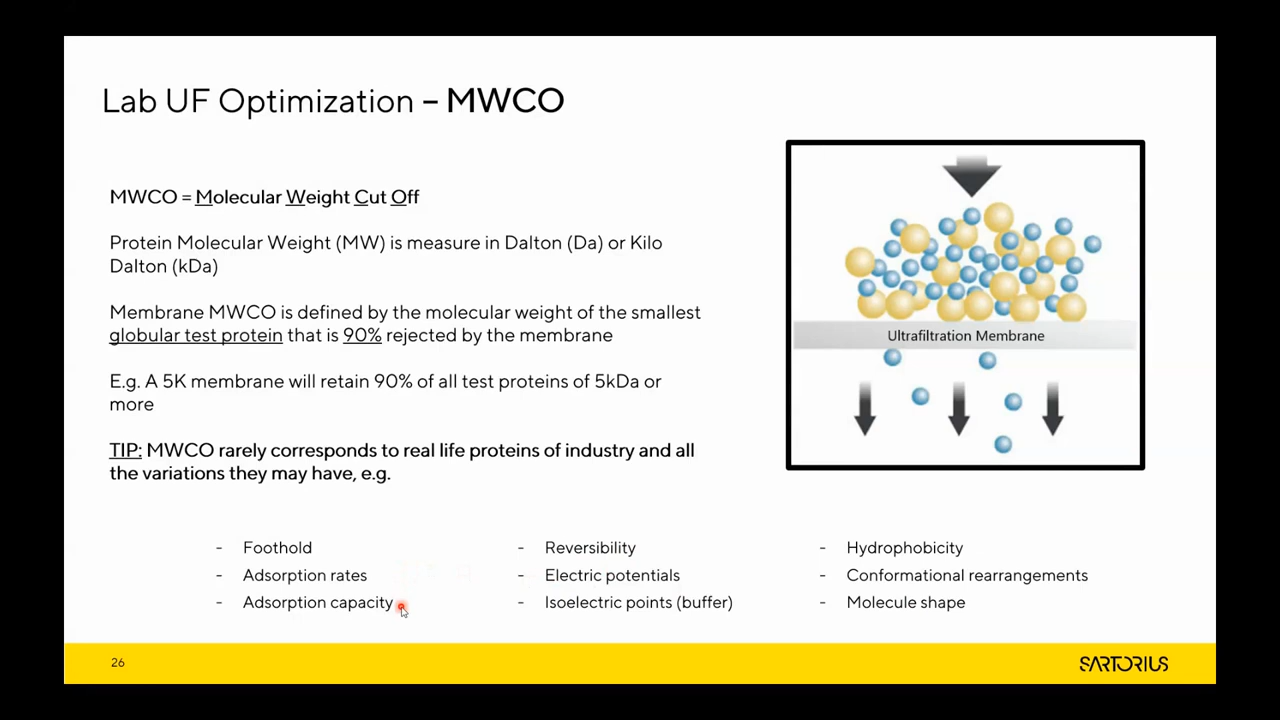 Lab UF Optimization – MWCO
MWCO = Molecular Weight Cut Off
Protein Molecular Weight (MW) is measure in Dalton (Da) or Kilo
Dalton (kDa)
Membrane MWCO is defined by the molecular weight of the smallest
globular test protein that is 90% rejected by the membrane
E.g. A 5K membrane will retain 90% of all test proteins of 5kDa or
more
TIP: MWCO rarely corresponds to real life proteins of industry and all
the variations they may have, e.g.
Ultrafiltration Membrane
- Foothold
- Adsorption rates
- Adsorption capacity
- Reversibility
- Electric potentials
- Isoelectric points (buffer)
- Hydrophobicity
- Conformational rearrangements
- Molecule shape
26
SARTORIUS